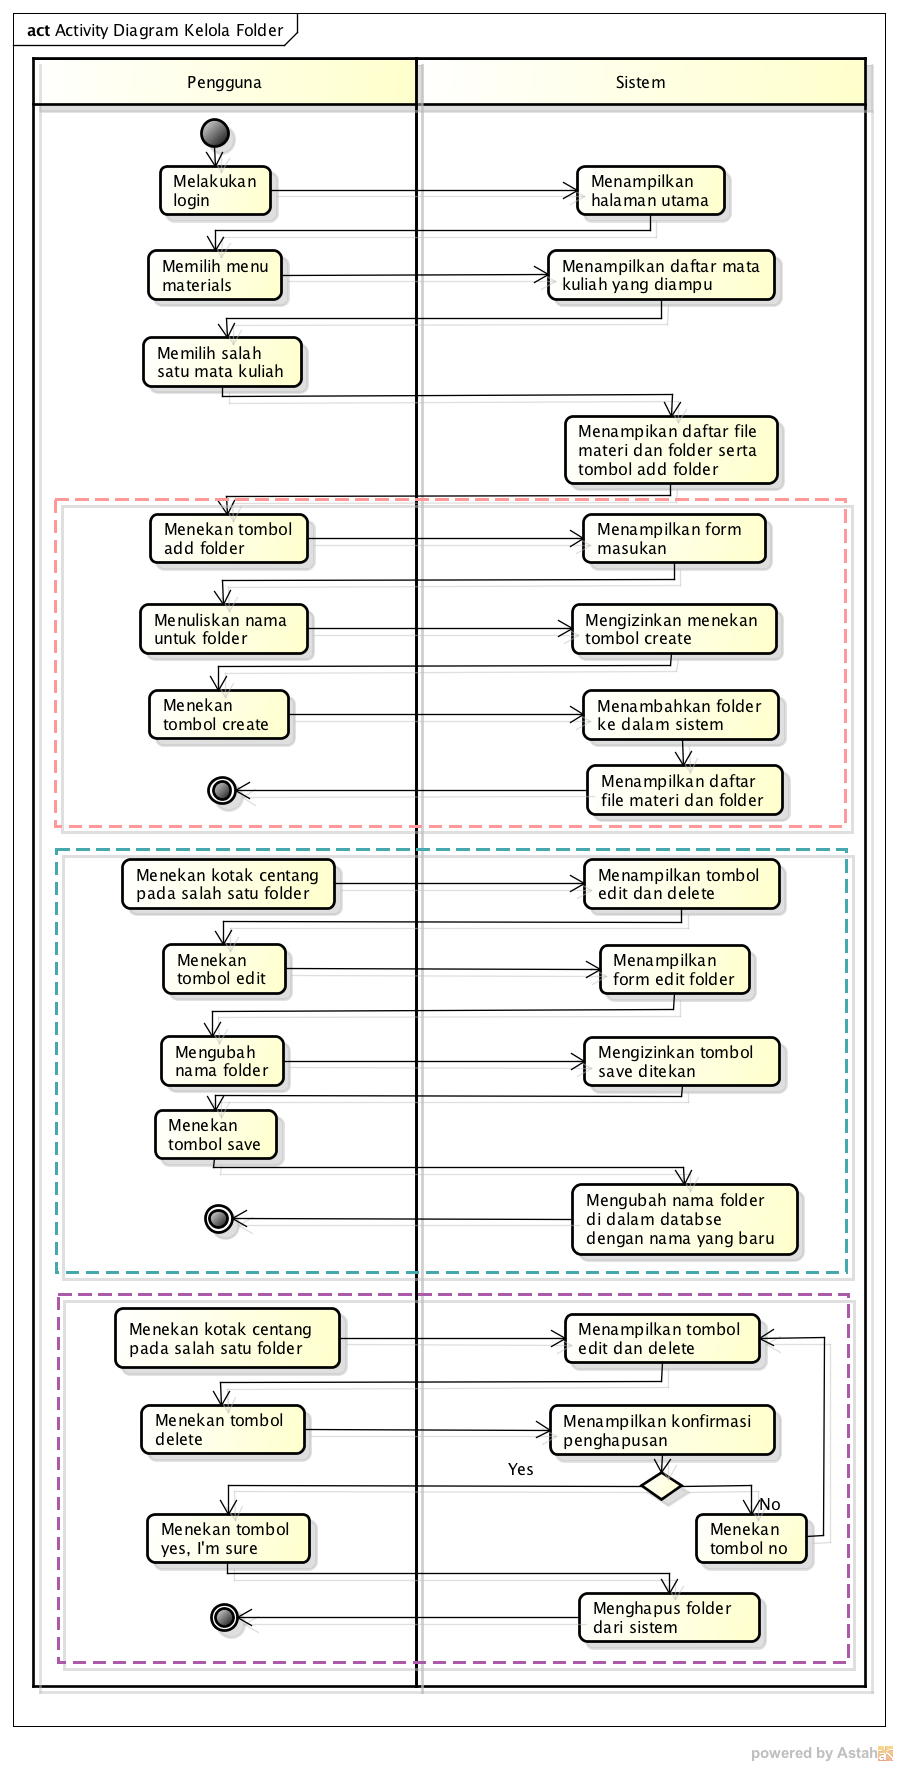 act Activity Diagram Kelola Folder
Pengguna
Sistem
Melakukan
login
Menampilkan
halaman utama
Memilih menu
materials
Menampilkan daftar mata
kuliah yang diampu
Memilih salah
satu mata kuliah
Menampikan daftar file
materi dan folder serta
tombol add folder
Menekan tombol
add folder
Menampilkan form
masukan
Menuliskan nama
untuk folder
Mengizinkan menekan
tombol create
Menekan
tombol create
Menambahkan folder
ke dalam sistem
Menampilkan daftar
file materi dan folder
Menekan kotak centang
pada salah satu folder
Menampilkan tombol
edit dan delete
Menekan
tombol edit
Menampilkan
form edit folder
Mengubah
nama folder
Mengizinkan tombol
save ditekan
Menekan
tombol save
Mengubah nama folder
di dalam databse
dengan nama yang baru
Menekan kotak centang
pada salah satu folder
Menampilkan tombol
edit dan delete
Menekan tombol
delete
Menampilkan konfirmasi
penghapusan
Yes
No
Menekan tombol
yes, I'm sure
Menekan
tombol no
Menghapus folder
dari sistem
powered by Astah